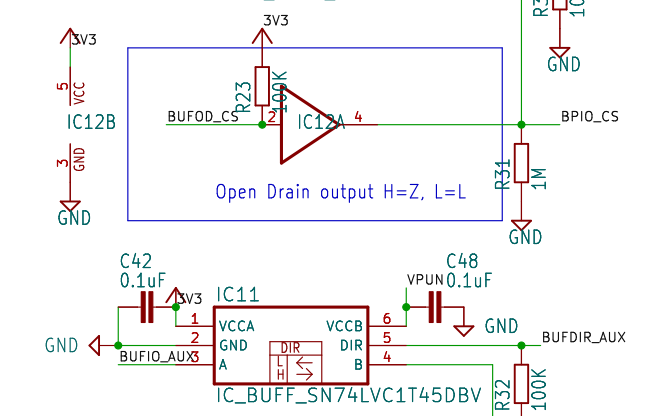 3V3
3V3
R3
10
GND
5
VCC
R23
100K
BUFOD_CS
2
IC12A
4
BPIO_CS
IC12B
3
GND
R31
1M
Open Drain output H=Z, L=L
GND
GND
C42
0.1uF
3V3
IC11
C48
0.1uF
VPUN
1
VCCA
VCCB
6
GND
GND
2
GND
DIR
5
BUFDIR_AUX
DIR
BUFIO_AUX
3
A
L
H
B
4
R32
100K
IC_BUFF_SN74LVC1T45DBV